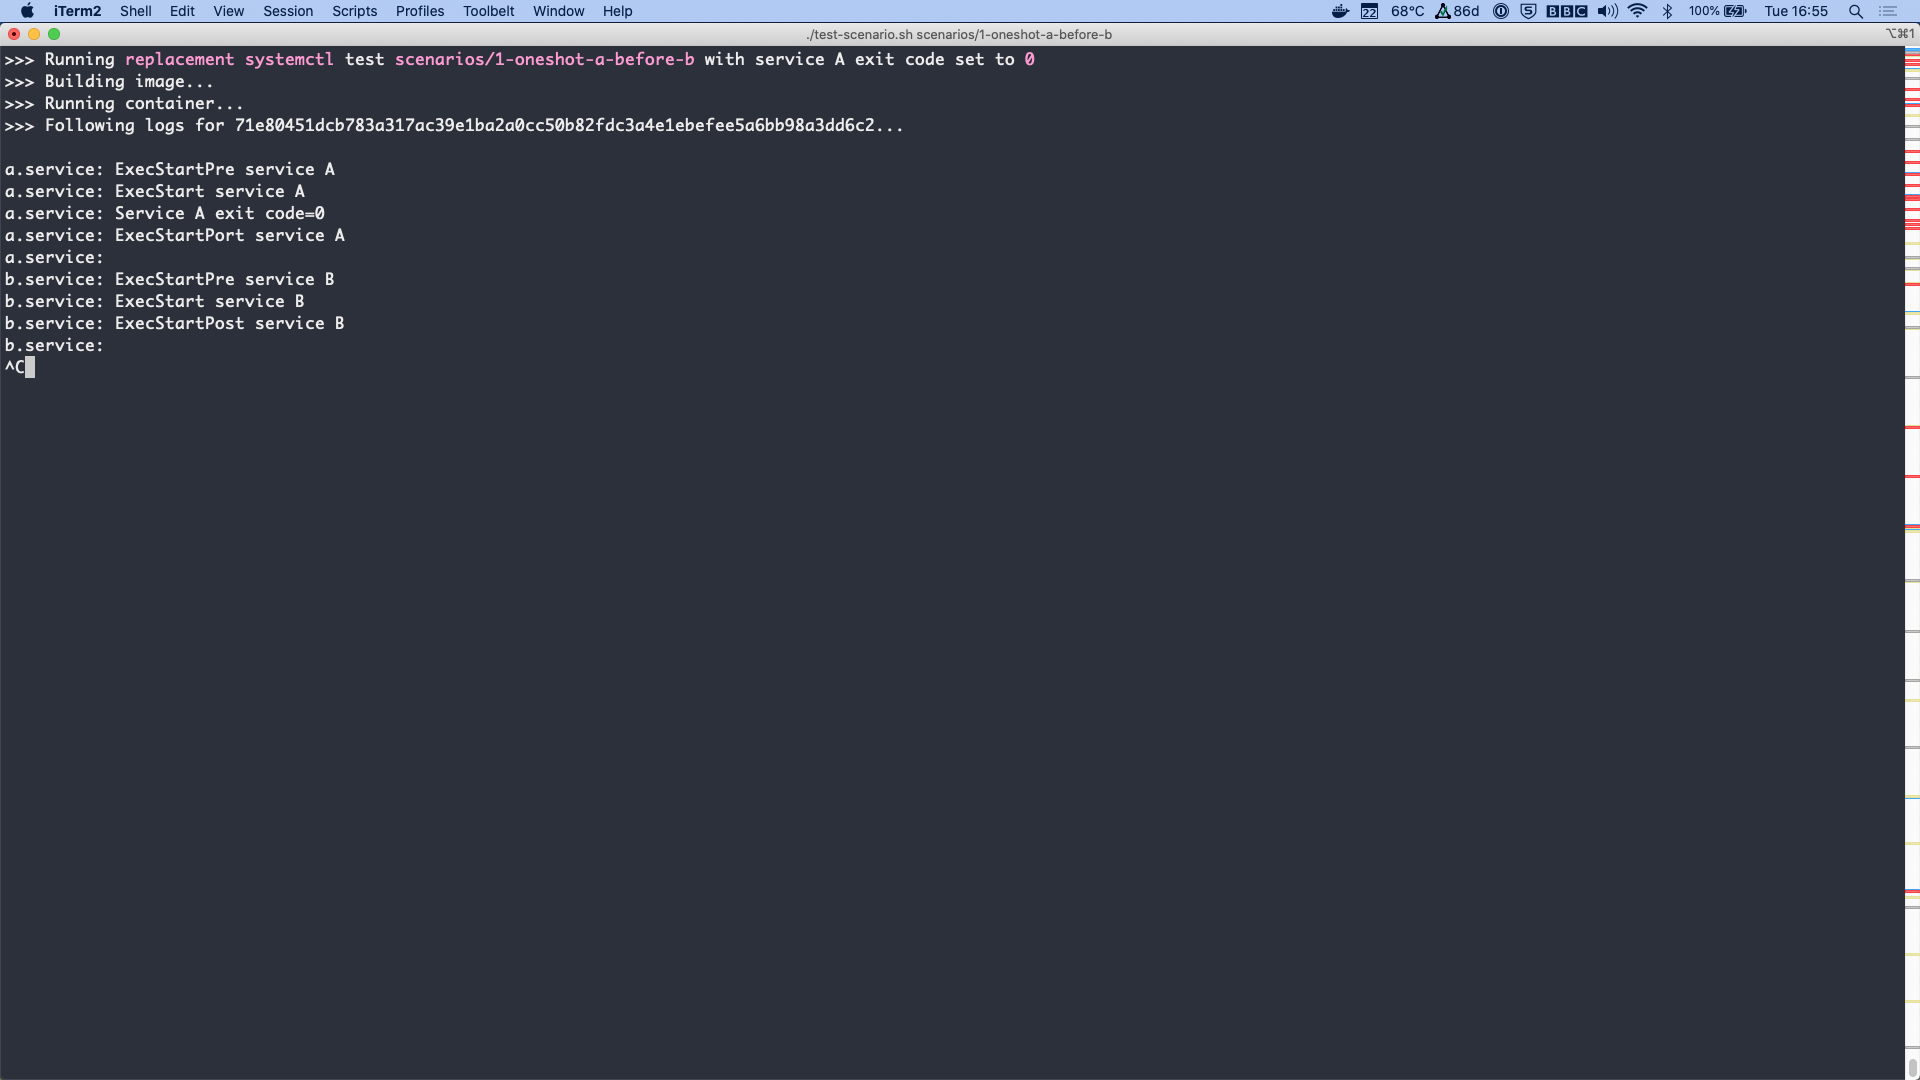 iTerm2 Shell Edit View Session Scripts Profiles Toolbelt Window Help 22 68°C 86d BBC 100% Tue 16:55
./test-scenario.sh scenarios/1-oneshot-a-before-b ⌥⌘1
>>> Running replacement systemctl test scenarios/1-oneshot-a-before-b with service A exit code set to 0
>>> Building image...
>>> Running container...
>>> Following logs for 71e80451dcb783a317ac39e1ba2a0cc50b82fdc3a4e1ebefee5a6bb98a3dd6c2...
a.service: ExecStartPre service A
a.service: ExecStart service A
a.service: Service A exit code=0
a.service: ExecStartPort service A
a.service:
b.service: ExecStartPre service B
b.service: ExecStart service B
b.service: ExecStartPost service B
b.service:
^C